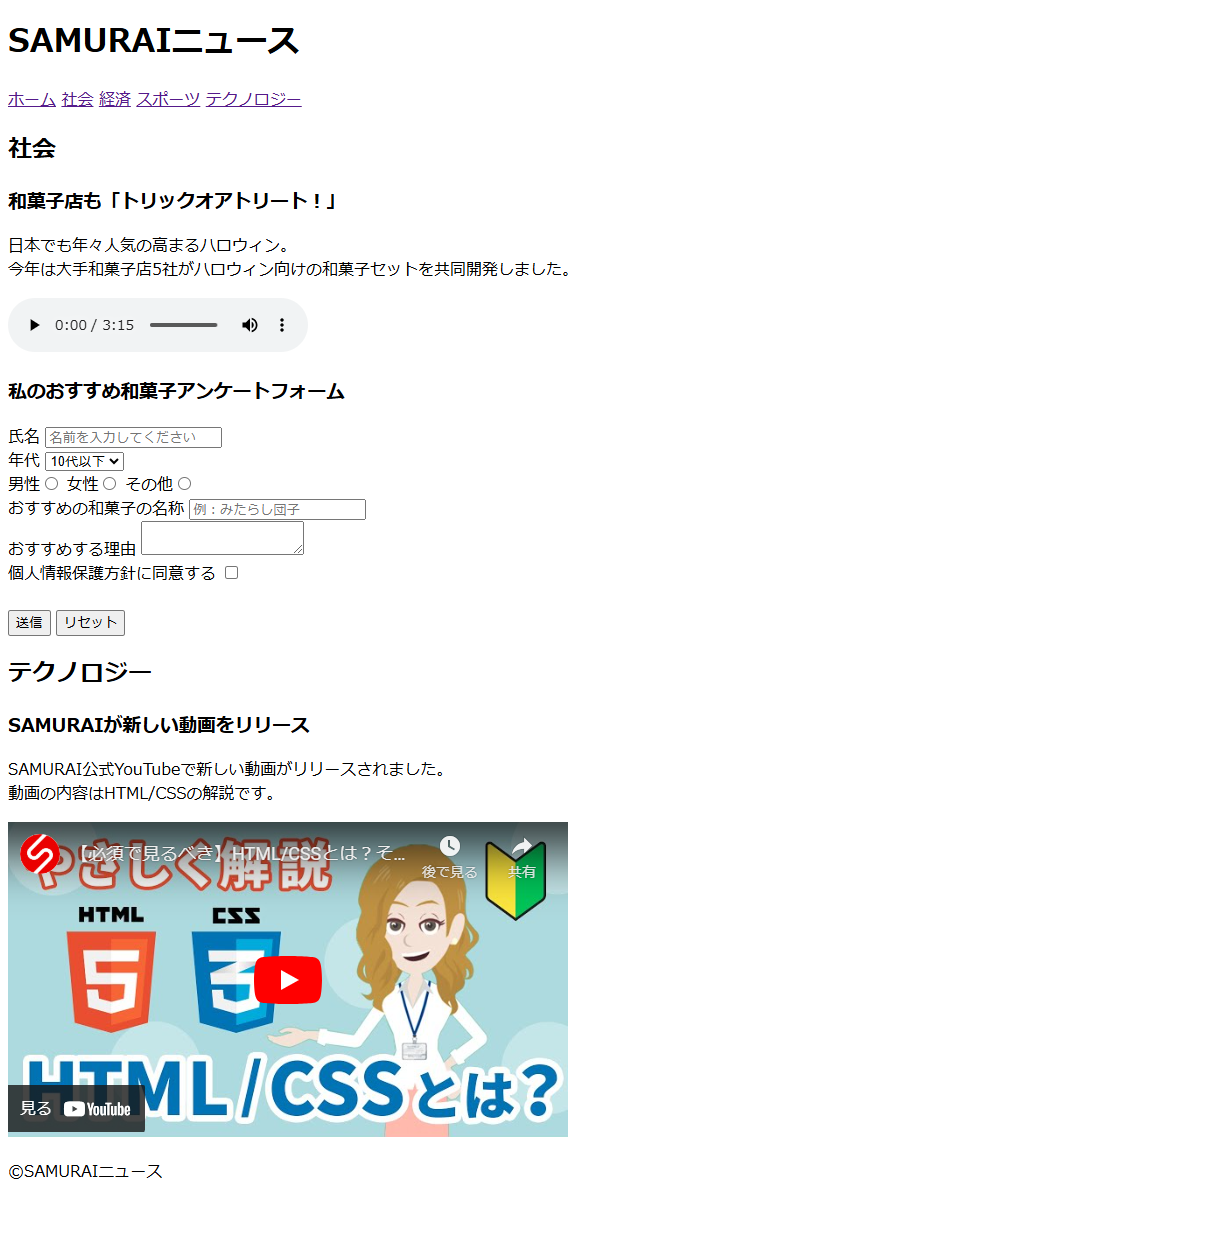 SAMURAIニュース
ホーム 社会 経済 スポーツ テクノロジー
社会
和菓子店も「トリックオアトリート！」
日本でも年々人気の高まるハロウィン。
今年は大手和菓子店5社がハロウィン向けの和菓子セットを共同開発しました。
0:00 / 3:15
私のおすすめ和菓子アンケートフォーム
氏名 名前を入力してください
年代 10代以下
男性 女性 その他
おすすめの和菓子の名称 例：みたらし団子
おすすめする理由
個人情報保護方針に同意する
送信 リセット
テクノロジー
SAMURAIが新しい動画をリリース
SAMURAI公式YouTubeで新しい動画がリリースされました。
動画の内容はHTML/CSSの解説です。
【必須で見るべき】HTML/CSSとは？そ...
後で見る 共有
やさしく解説
HTML CSS
5 3
HTML/CSSとは？
見る YouTube
©SAMURAIニュース